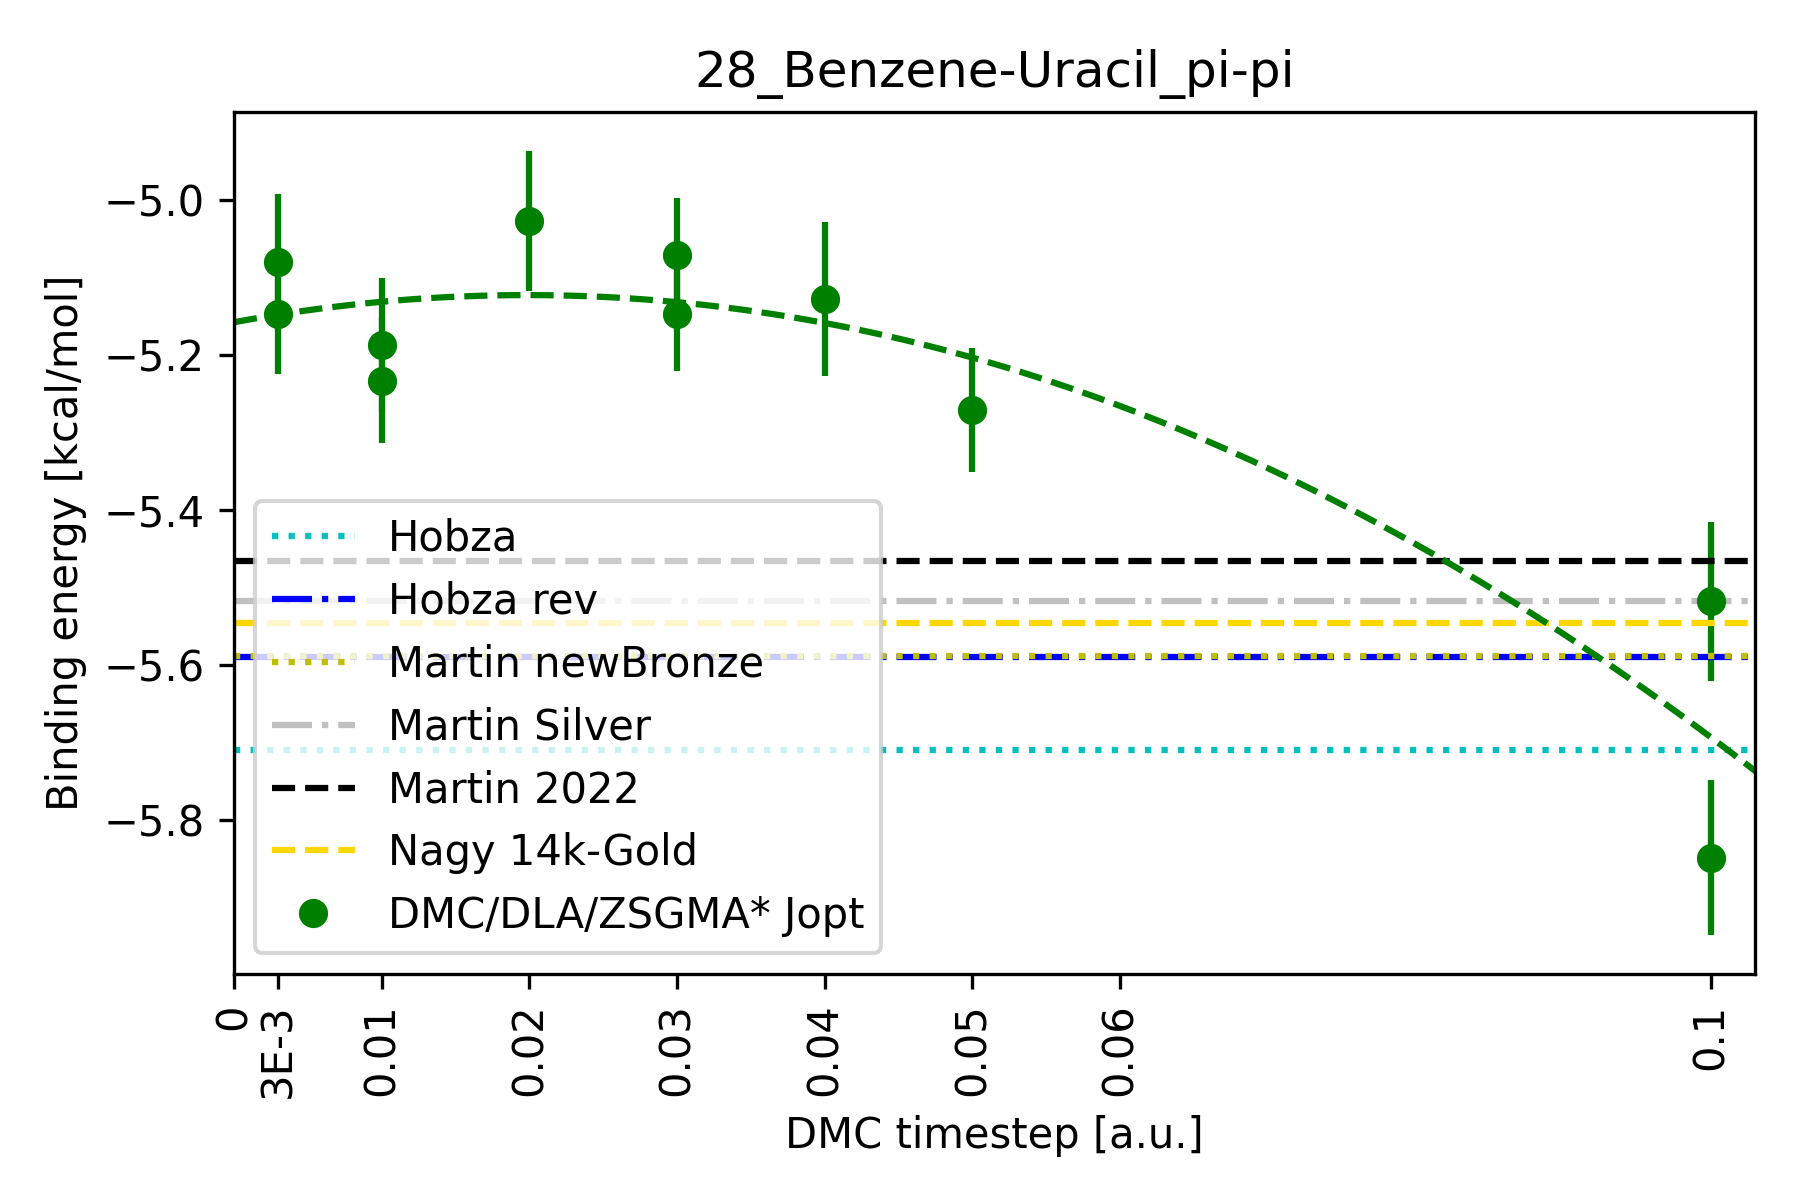 28_Benzene-Uracil_pi-pi
Binding energy [kcal/mol]
−5.0
−5.2
−5.4
−5.6
−5.8
Hobza
Hobza rev
Martin newBronze
Martin Silver
Martin 2022
Nagy 14k-Gold
DMC/DLA/ZSGMA* Jopt
0
3E-3
0.01
0.02
0.03
0.04
0.05
0.06
0.1
DMC timestep [a.u.]